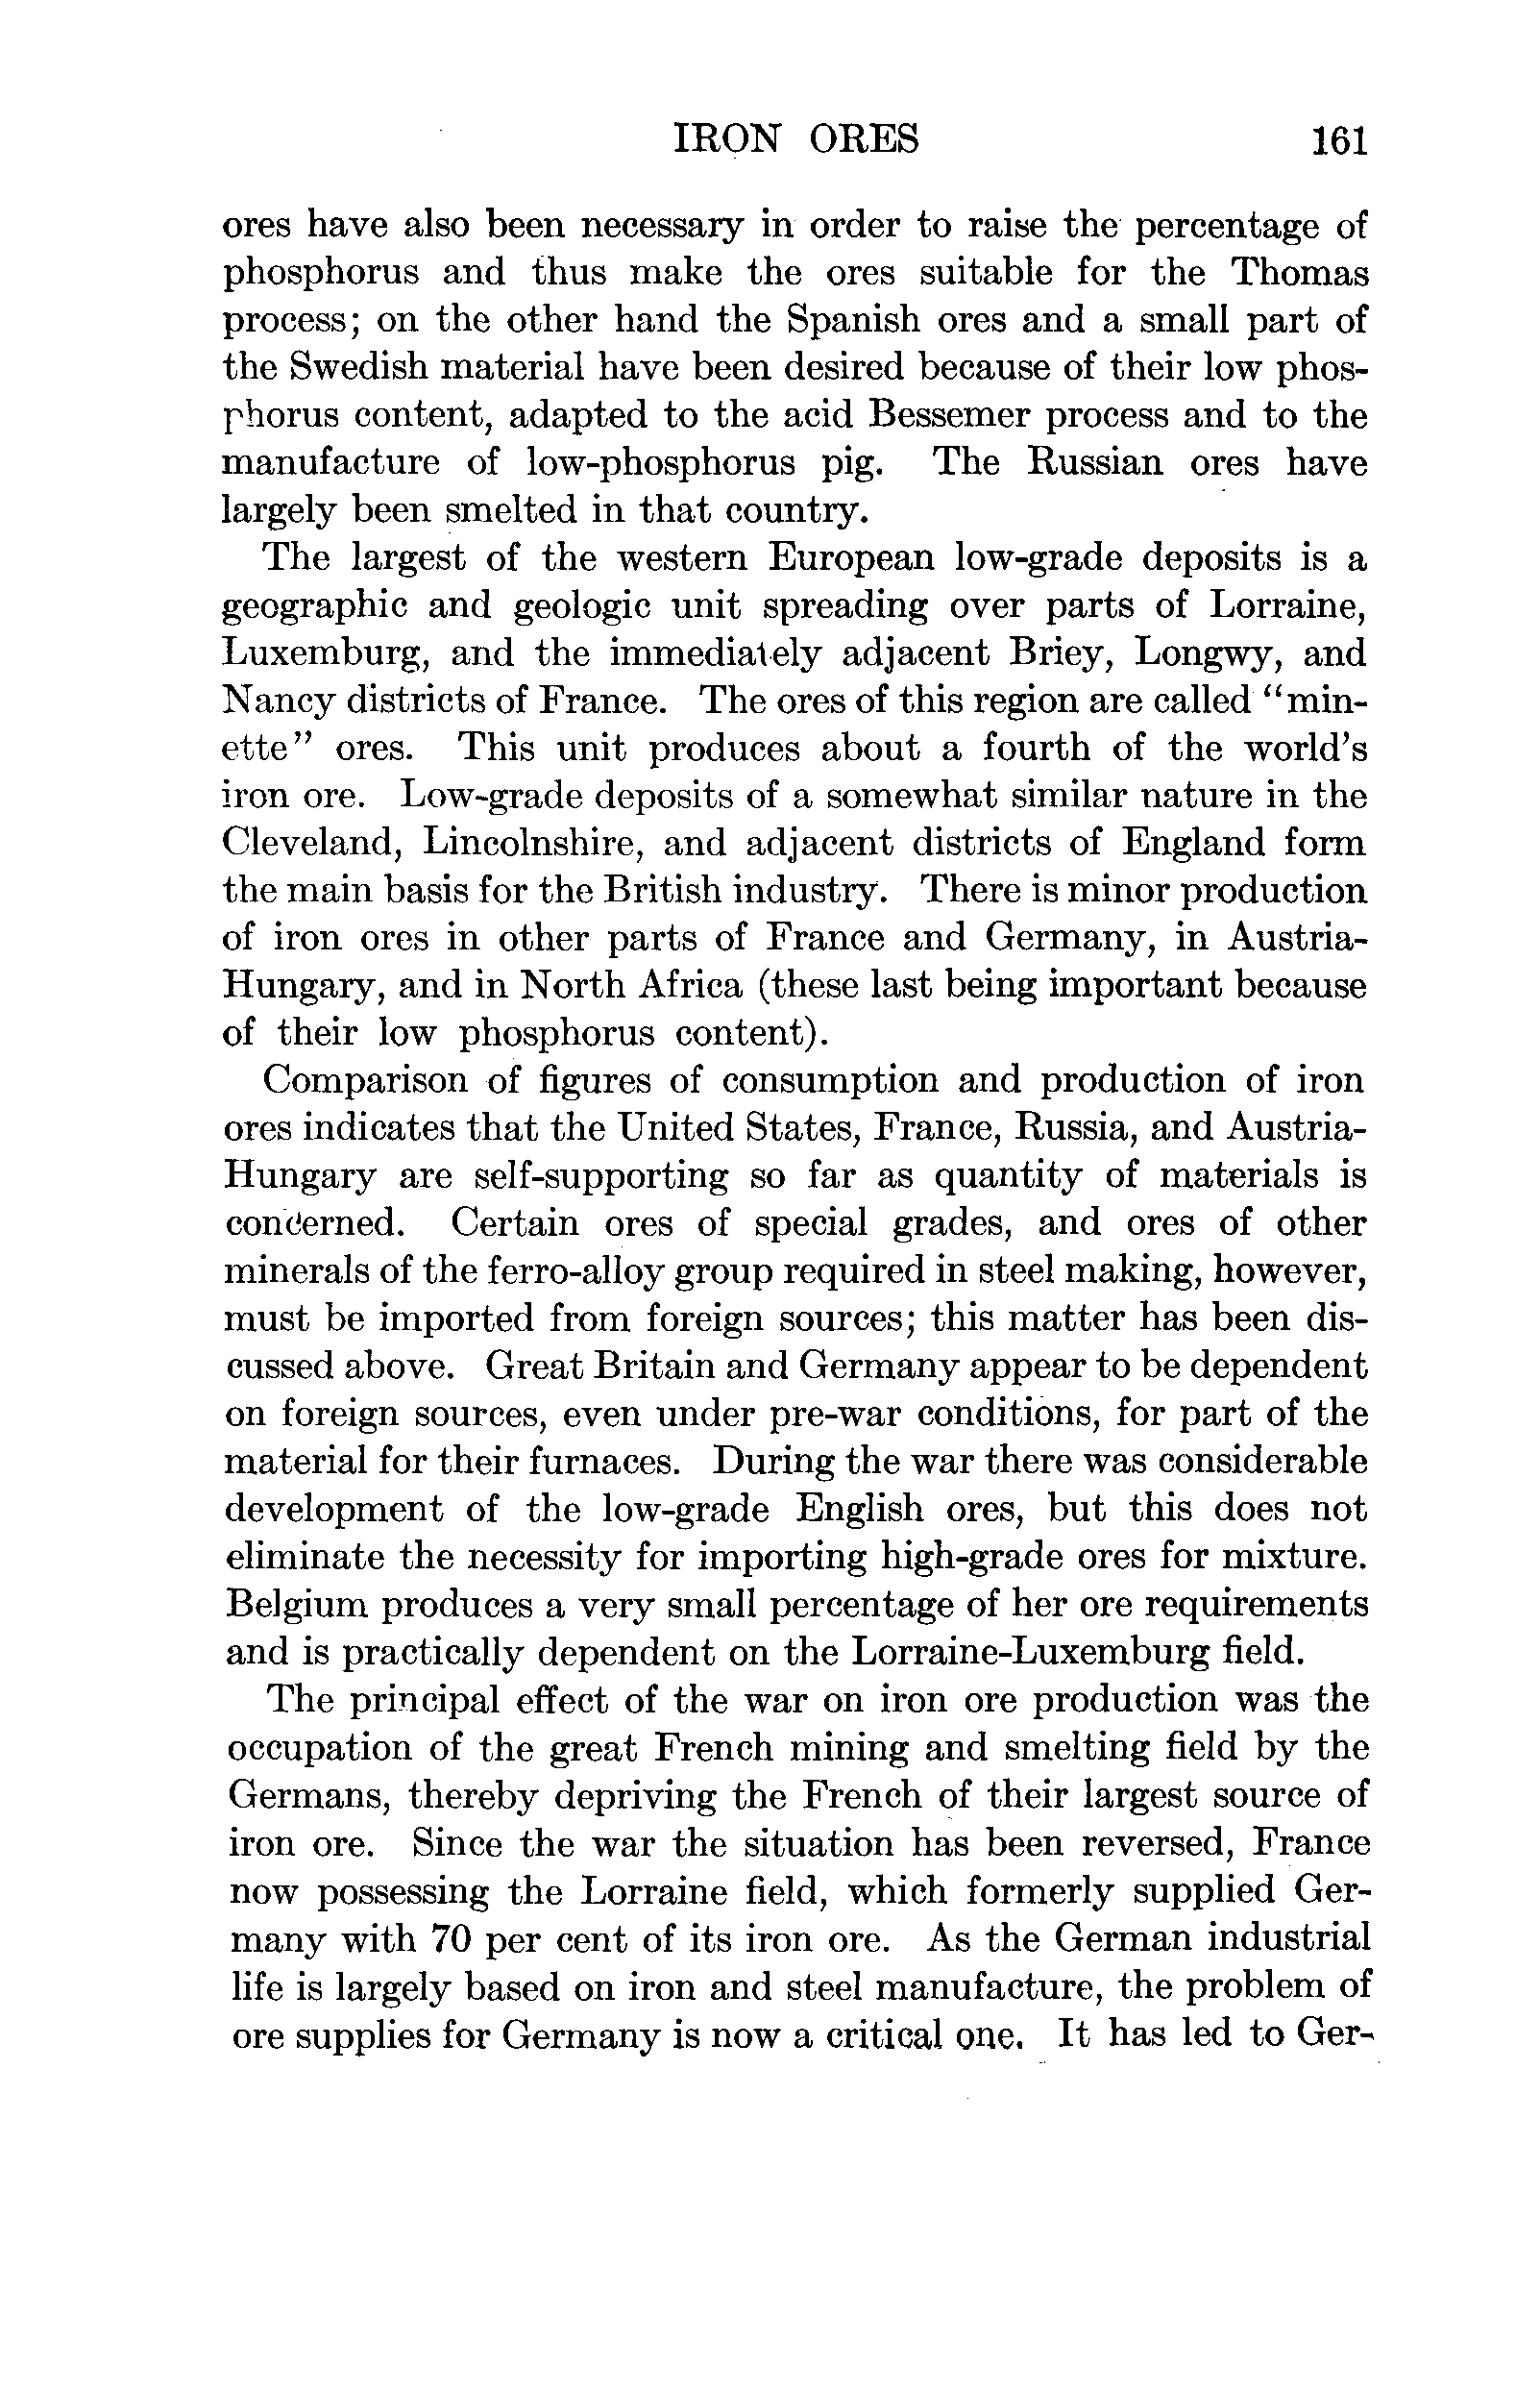 IRON ORES 161
ores have also been necessary in order to raise the percentage of
phosphorus and thus make the ores suitable for the Thomas
process; on the other hand the Spanish ores and a small part of
the Swedish material have been desired because of their low phos-
phorus content, adapted to the acid Bessemer process and to the
manufacture of low-phosphorus pig. The Russian ores have
largely been smelted in that country.
The largest of the western European low-grade deposits is a
geographic and geologic unit spreading over parts of Lorraine,
Luxemburg, and the immediately adjacent Briey, Longwy, and
Nancy districts of France. The ores of this region are called "min-
ette" ores. This unit produces about a fourth of the world's
iron ore. Low-grade deposits of a somewhat similar nature in the
Cleveland, Lincolnshire, and adjacent districts of England form
the main basis for the British industry. There is minor production
of iron ores in other parts of France and Germany, in Austria-
Hungary, and in North Africa (these last being important because
of their low phosphorus content).
Comparison of figures of consumption and production of iron
ores indicates that the United States, France, Russia, and Austria-
Hungary are self-supporting so far as quantity of materials is
concerned. Certain ores of special grades, and ores of other
minerals of the ferro-alloy group required in steel making, however,
must be imported from foreign sources; this matter has been dis-
cussed above. Great Britain and Germany appear to be dependent
on foreign sources, even under pre-war conditions, for part of the
material for their furnaces. During the war there was considerable
development of the low-grade English ores, but this does not
eliminate the necessity for importing high-grade ores for mixture.
Belgium produces a very small percentage of her ore requirements
and is practically dependent on the Lorraine-Luxemburg field.
The principal effect of the war on iron ore production was the
occupation of the great French mining and smelting field by the
Germans, thereby depriving the French of their largest source of
iron ore. Since the war the situation has been reversed, France
now possessing the Lorraine field, which formerly supplied Ger-
many with 70 per cent of its iron ore. As the German industrial
life is largely based on iron and steel manufacture, the problem of
ore supplies for Germany is now a critical one. It has led to Ger-